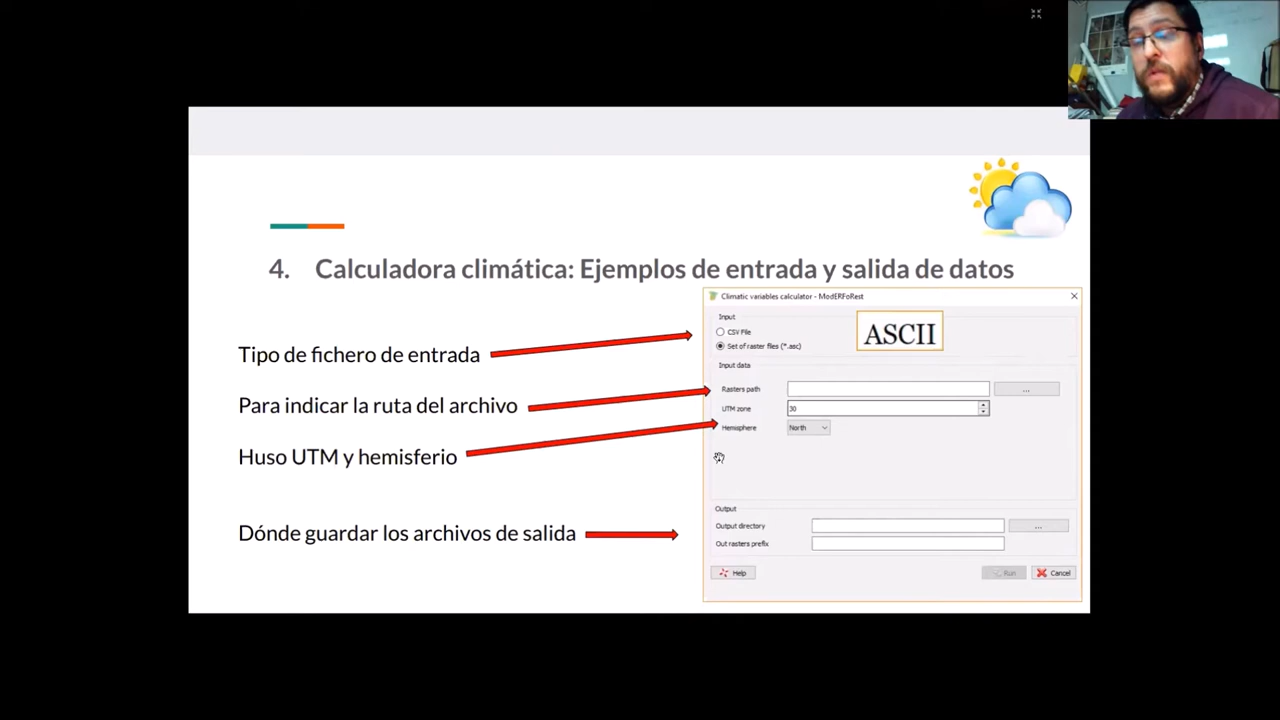 4. Calculadora climática: Ejemplos de entrada y salida de datos
Tipo de fichero de entrada
Para indicar la ruta del archivo
Huso UTM y hemisferio
Dónde guardar los archivos de salida
Climatic variables calculator - ModERFoRest
Input
CSV File
Set of raster files (*.asc)
ASCII
Input data
Rasters path
...
UTM zone
30
Hemisphere
North
Output
Output directory
...
Out rasters prefix
Help
Run
Cancel